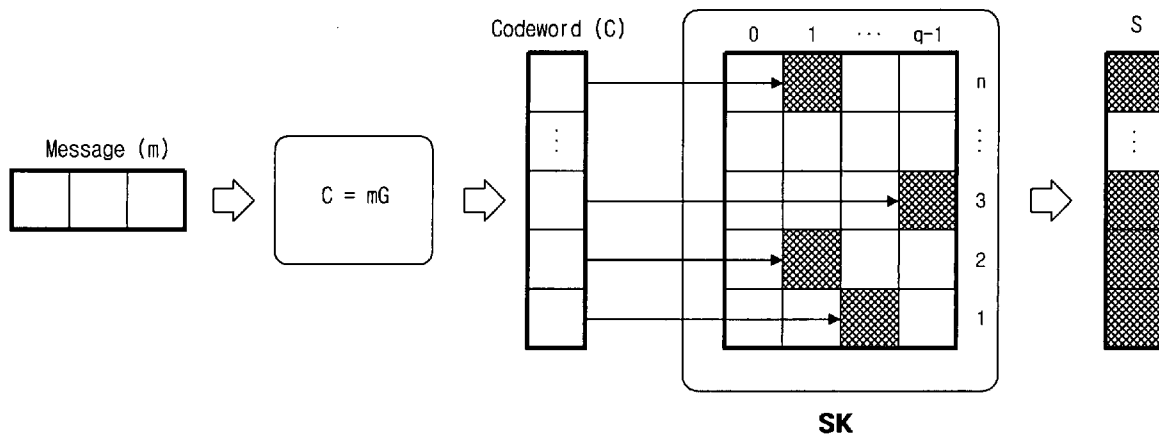 Codeword (C)
0 1 ⋯ q-1
S
n
⋮ ⋮ ⋮
Message (m)
C = mG
3
2
1
SK